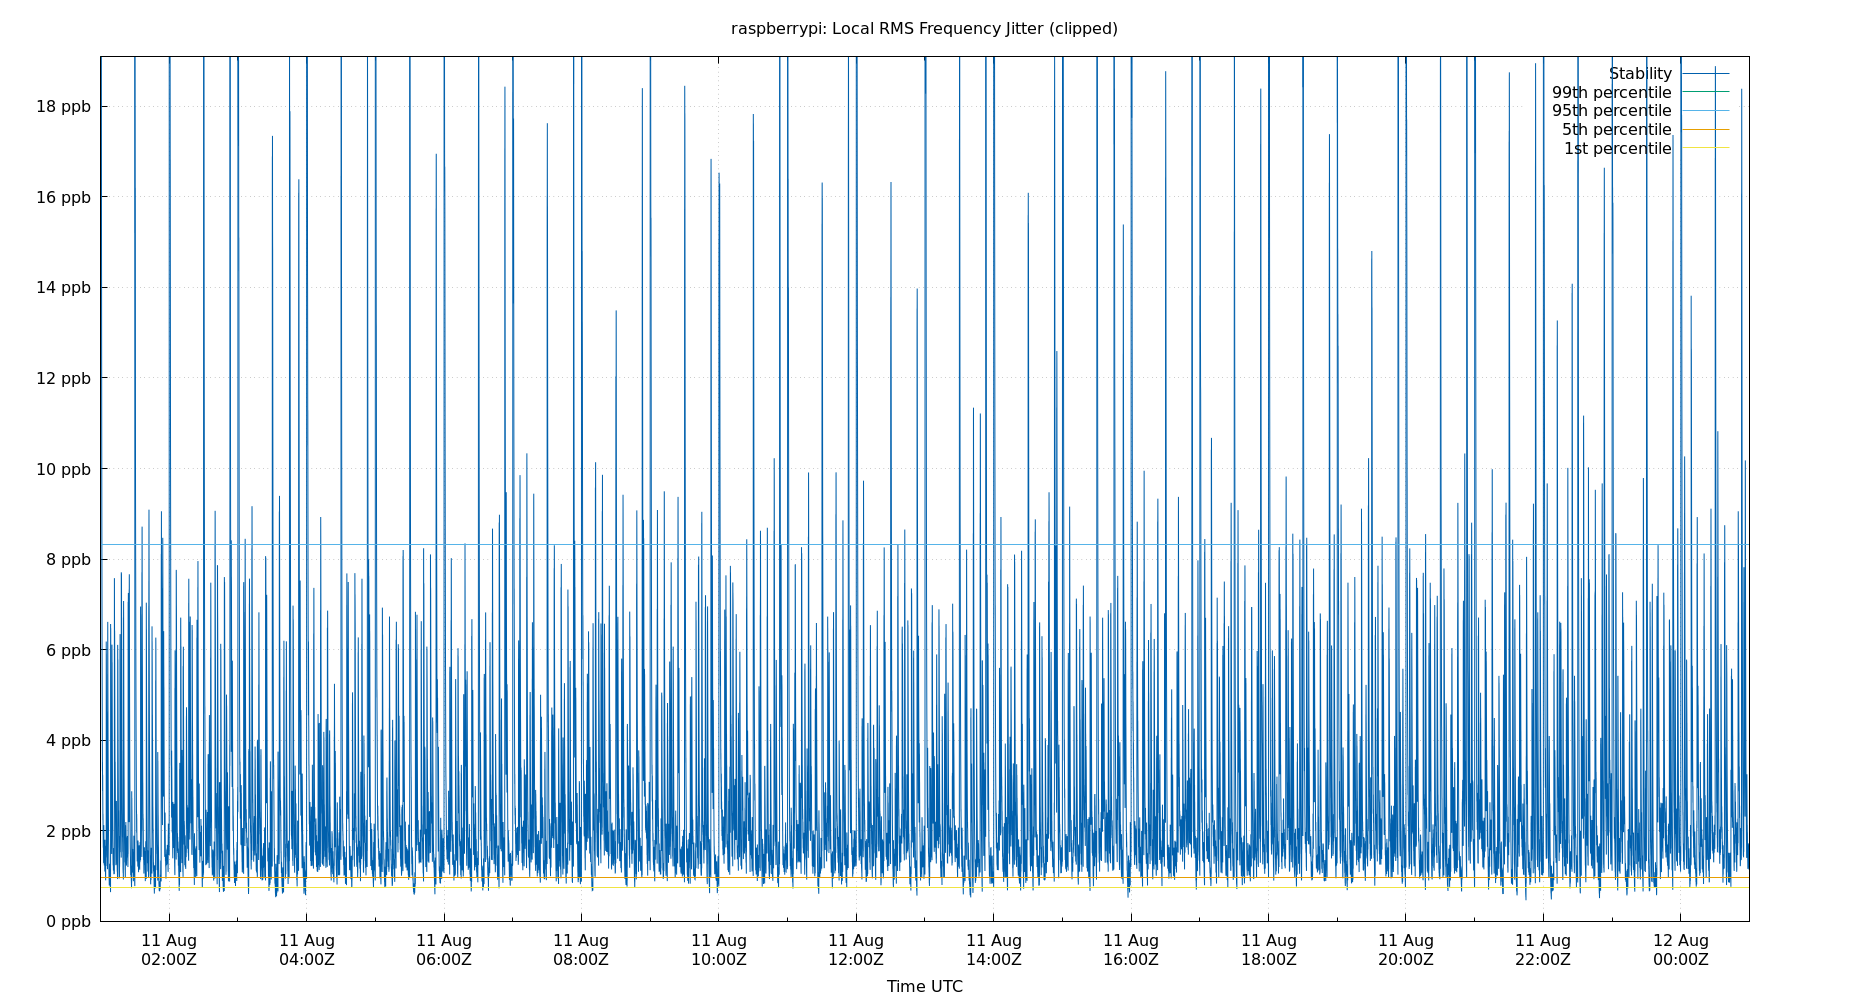 raspberrypi: Local RMS Frequency Jitter (clipped)
Stability
99th percentile
95th percentile
5th percentile
1st percentile
18 ppb
16 ppb
14 ppb
12 ppb
10 ppb
8 ppb
6 ppb
4 ppb
2 ppb
0 ppb
11 Aug 11 Aug 11 Aug 11 Aug 11 Aug 11 Aug 11 Aug 11 Aug 11 Aug 11 Aug 11 Aug 12 Aug
02:00Z 04:00Z 06:00Z 08:00Z 10:00Z 12:00Z 14:00Z 16:00Z 18:00Z 20:00Z 22:00Z 00:00Z
Time UTC